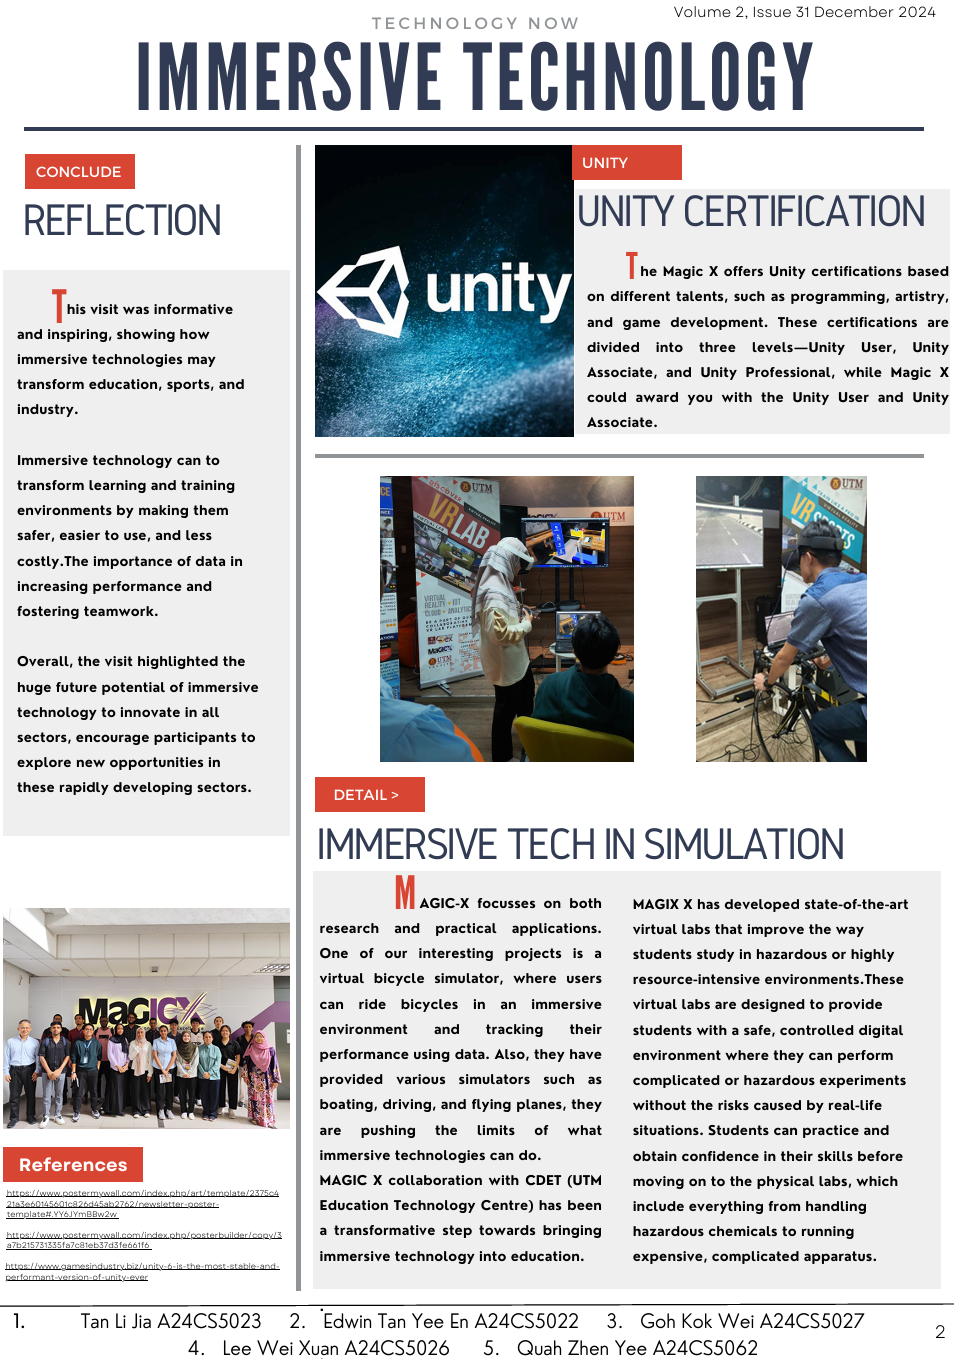 Volume 2, Issue 31 December 2024
TECHNOLOGY NOW
IMMERSIVE TECHNOLOGY
CONCLUDE
REFLECTION
This visit was informative
and inspiring, showing how
immersive technologies may
transform education, sports, and
industry.
Immersive technology can to
transform learning and training
environments by making them
safer, easier to use, and less
costly.The importance of data in
increasing performance and
fostering teamwork.
Overall, the visit highlighted the
huge future potential of immersive
technology to innovate in all
sectors, encourage participants to
explore new opportunities in
these rapidly developing sectors.
MaGICX
References
https://www.postermywall.com/index.php/art/template/2375c4
21a3e60145601c826d45ab2762/newsletter-poster-
template#.YY6JYmBBw2w
https://www.postermywall.com/index.php/posterbuilder/copy/3
a7b215731335fa7c81eb37d3fe661f6
https://www.gamesindustry.biz/unity-6-is-the-most-stable-and-
performant-version-of-unity-ever
unity
UNITY
UNITY CERTIFICATION
The Magic X offers Unity certifications based
on different talents, such as programming, artistry,
and game development. These certifications are
divided into three levels—Unity User, Unity
Associate, and Unity Professional, while Magic X
could award you with the Unity User and Unity
Associate.
DISCOVER
UTM
VR LAB
VIRTUAL
REALITY + IOT
CLOUD + ANALYTICS
UTM
UTM
VR
SPORTS
DETAIL >
IMMERSIVE TECH IN SIMULATION
MAGIC-X focusses on both
research and practical applications.
One of our interesting projects is a
virtual bicycle simulator, where users
can ride bicycles in an immersive
environment and tracking their
performance using data. Also, they have
provided various simulators such as
boating, driving, and flying planes, they
are pushing the limits of what
immersive technologies can do.
MAGIC X collaboration with CDET (UTM
Education Technology Centre) has been
a transformative step towards bringing
immersive technology into education.
MAGIX X has developed state-of-the-art
virtual labs that improve the way
students study in hazardous or highly
resource-intensive environments.These
virtual labs are designed to provide
students with a safe, controlled digital
environment where they can perform
complicated or hazardous experiments
without the risks caused by real-life
situations. Students can practice and
obtain confidence in their skills before
moving on to the physical labs, which
include everything from handling
hazardous chemicals to running
expensive, complicated apparatus.
1. Tan Li Jia A24CS5023 2. Edwin Tan Yee En A24CS5022 3. Goh Kok Wei A24CS5027
4. Lee Wei Xuan A24CS5026 5. Quah Zhen Yee A24CS5062
2